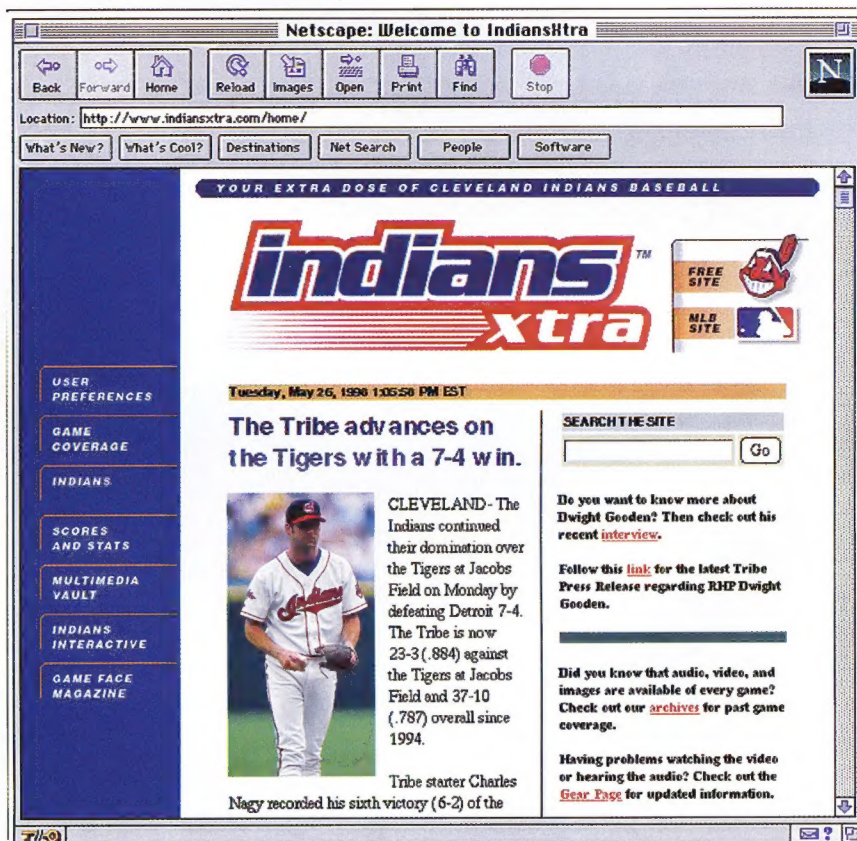 Netscape: Welcome to IndiansXtra
Back
Forward
Home
Reload
Images
Open
Print
Find
Stop
N
Location: http://www.indiansxtra.com/home/
What's New?
What's Cool?
Destinations
Net Search
People
Software
YOUR EXTRA DOSE OF CLEVELAND INDIANS BASEBALL
indians™
xtra
FREE
SITE
MLB
SITE
USER
PREFERENCES
GAME
COVERAGE
INDIANS
SCORES
AND STATS
MULTIMEDIA
VAULT
INDIANS
INTERACTIVE
GAME FACE
MAGAZINE
Tuesday, May 26, 1998 1:05:56 PM EST
The Tribe advances on
the Tigers with a 7-4 win.
Indians
CLEVELAND- The
Indians continued
their domination over
the Tigers at Jacobs
Field on Monday by
defeating Detroit 7-4.
The Tribe is now
23-3 (.884) against
the Tigers at Jacobs
Field and 37-10
(.787) overall since
1994.
Tribe starter Charles
Nagy recorded his sixth victory (6-2) of the
SEARCH THE SITE
Go
Do you want to know more about
Dwight Gooden? Then check out his
recent interview.
Follow this link for the latest Tribe
Press Release regarding RHP Dwight
Gooden.
Did you know that audio, video, and
images are available of every game?
Check out our archives for past game
coverage.
Having problems watching the video
or hearing the audio? Check out the
Gear Page for updated information.
?